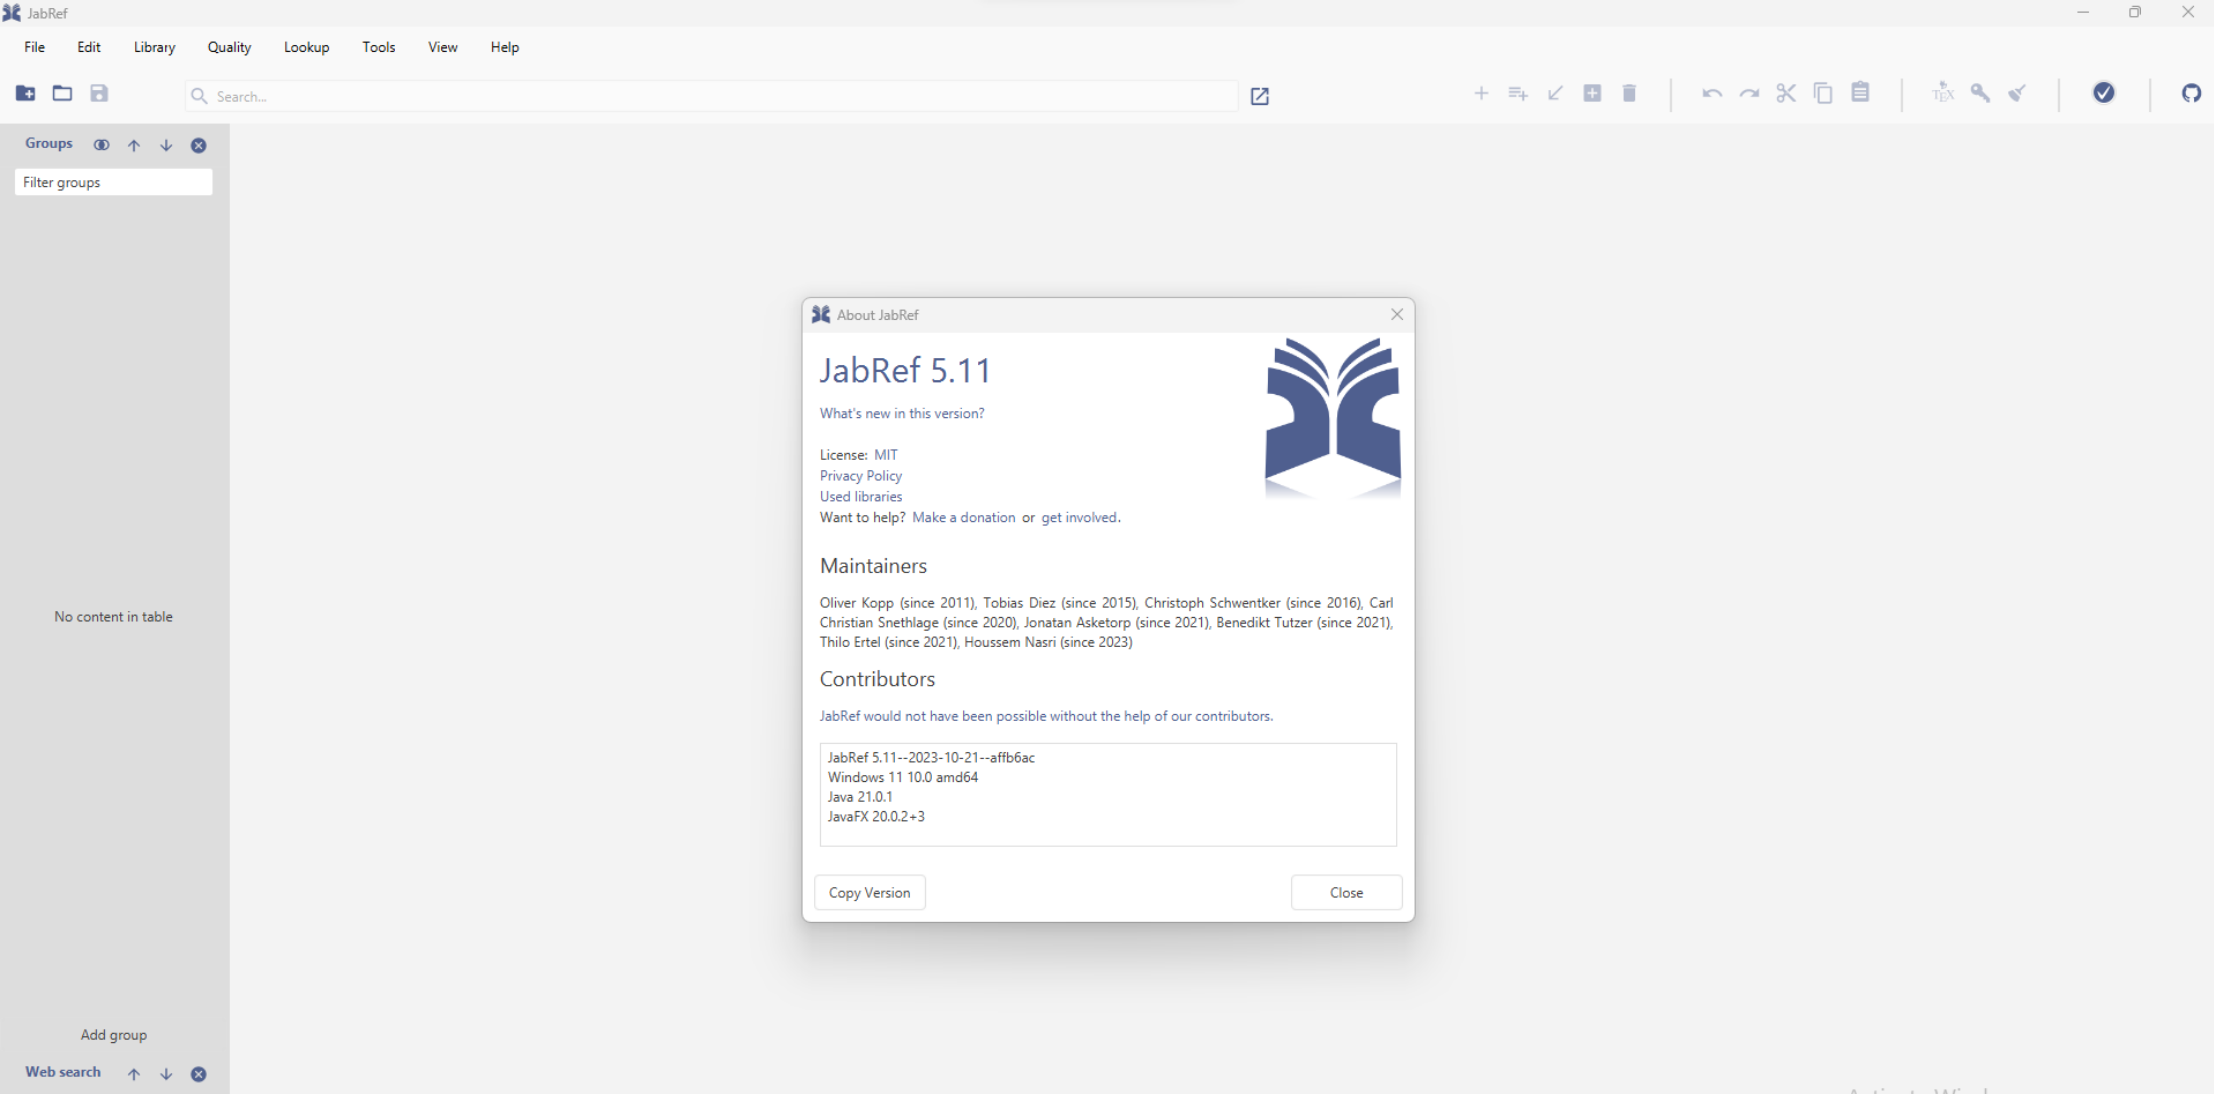 JabRef
File Edit Library Quality Lookup Tools View Help
Search...
TEX
Groups
Filter groups
No content in table
Add group
Web search
About JabRef
JabRef 5.11
What's new in this version?
License: MIT
Privacy Policy
Used libraries
Want to help? Make a donation or get involved.
Maintainers
Oliver Kopp (since 2011), Tobias Diez (since 2015), Christoph Schwentker (since 2016), Carl
Christian Snethlage (since 2020), Jonatan Asketorp (since 2021), Benedikt Tutzer (since 2021),
Thilo Ertel (since 2021), Houssem Nasri (since 2023)
Contributors
JabRef would not have been possible without the help of our contributors.
JabRef 5.11--2023-10-21--affb6ac
Windows 11 10.0 amd64
Java 21.0.1
JavaFX 20.0.2+3
Copy Version Close